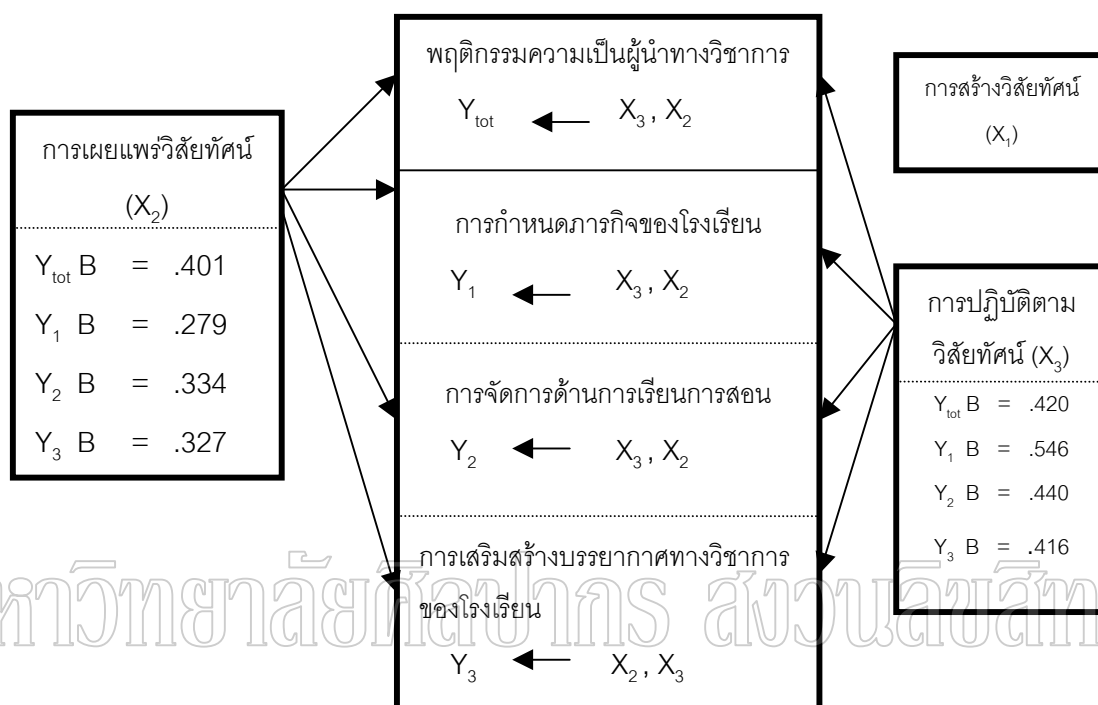 การเผยแพร่วิสัยทัศน์
(X₂)
Y_tot B = .401
Y₁ B = .279
Y₂ B = .334
Y₃ B = .327
พฤติกรรมความเป็นผู้นำทางวิชาการ
Y_tot X₃ , X₂
การกำหนดภารกิจของโรงเรียน
Y₁ X₃ , X₂
การจัดการด้านการเรียนการสอน
Y₂ X₃ , X₂
การเสริมสร้างบรรยากาศทางวิชาการ
ของโรงเรียน
Y₃ X₂ , X₃
การสร้างวิสัยทัศน์
(X₁)
การปฏิบัติตาม
วิสัยทัศน์ (X₃)
Y_tot B = .420
Y₁ B = .546
Y₂ B = .440
Y₃ B = .416